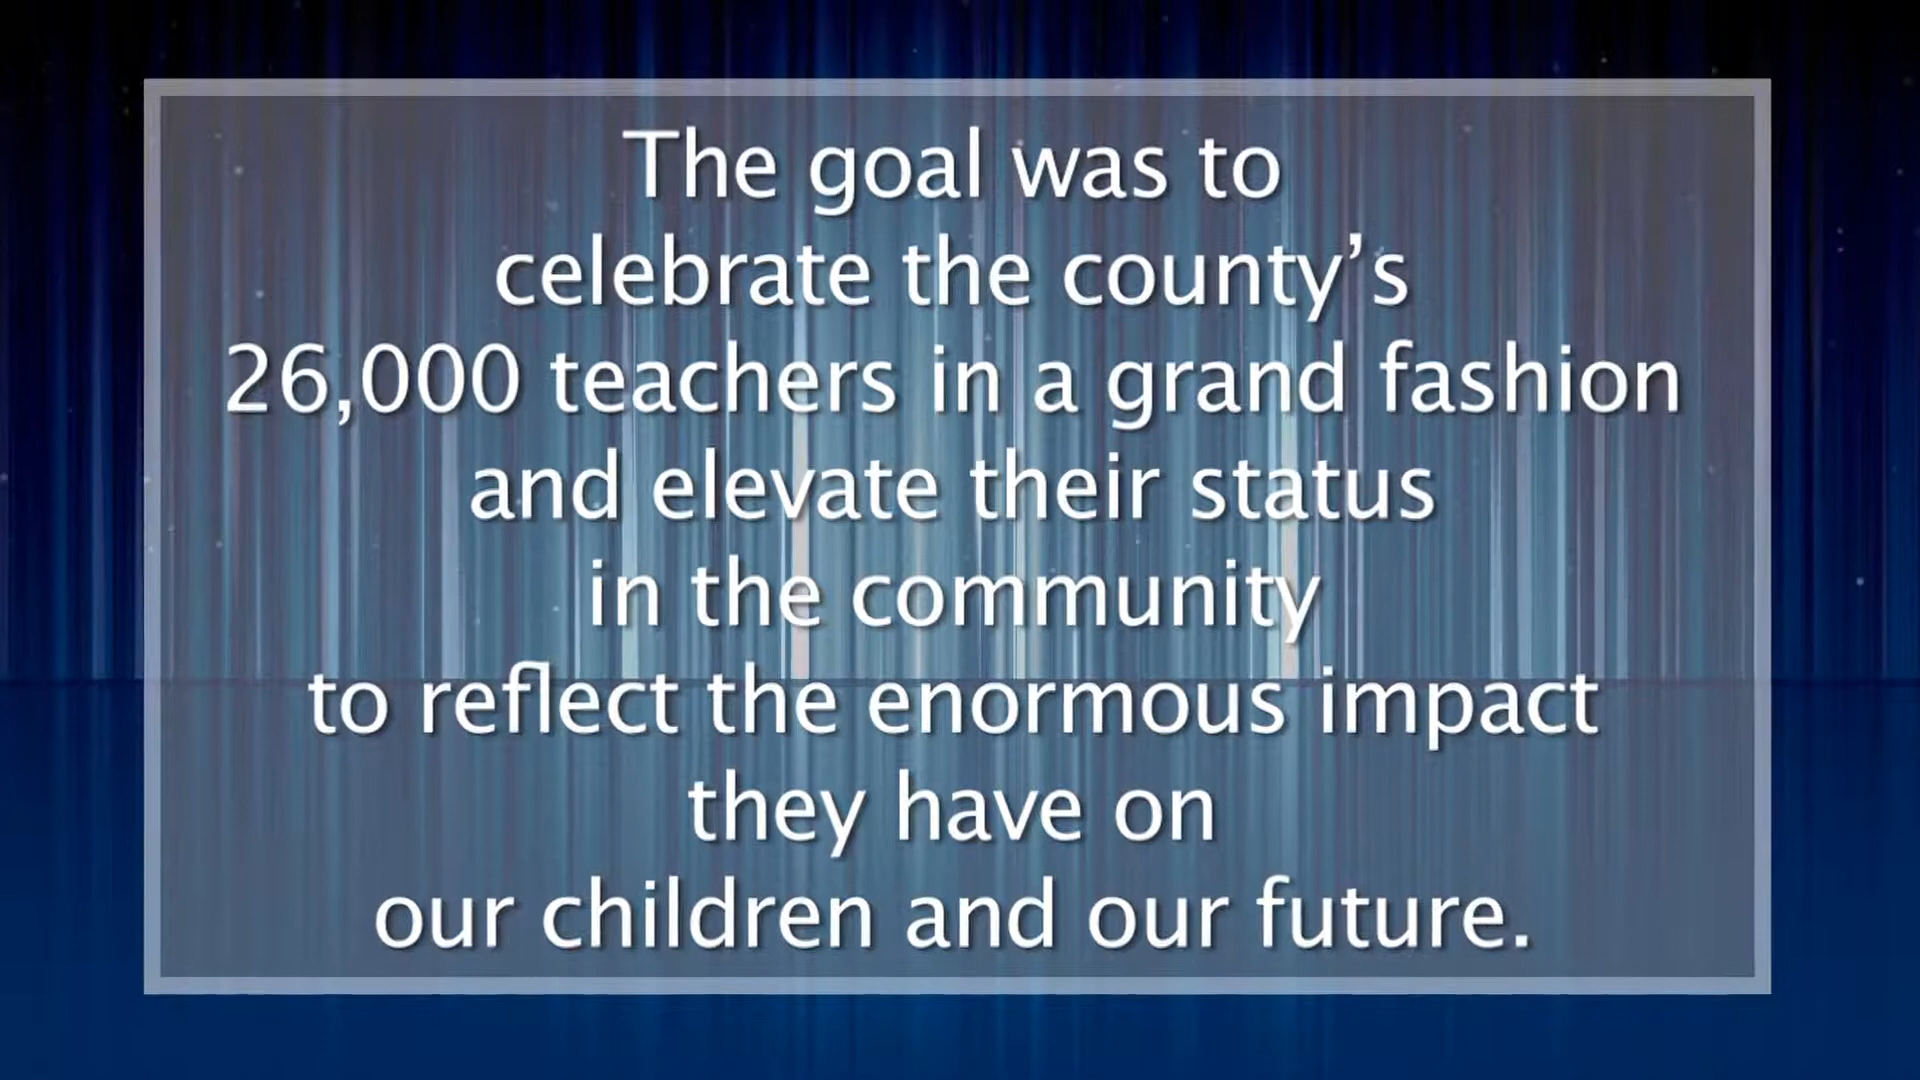 The goal was to
celebrate the county’s
26,000 teachers in a grand fashion
and elevate their status
in the community
to reflect the enormous impact
they have on
our children and our future.